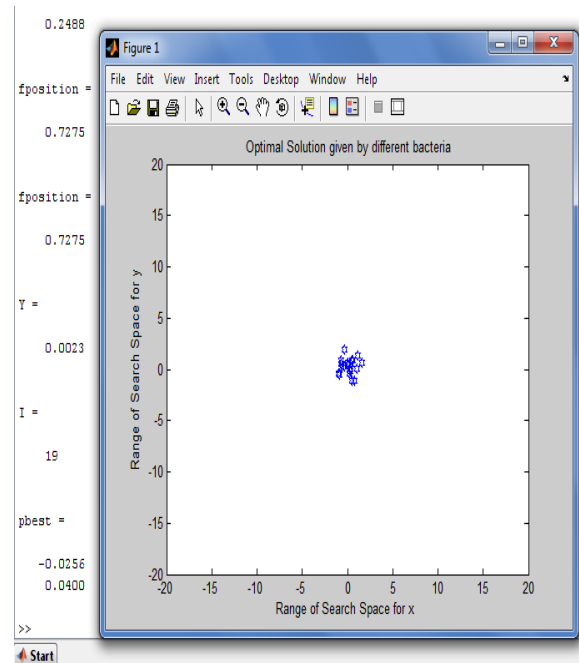 0.2488
fposition =
0.7275
fposition =
0.7275
Y =
0.0023
I =
19
pbest =
-0.0256
0.0400
>>
Start
Figure 1
File Edit View Insert Tools Desktop Window Help
Optimal Solution given by different bacteria
Range of Search Space for y
20
15
10
5
0
-5
-10
-15
-20
-20 -15 -10 -5 0 5 10 15 20
Range of Search Space for x